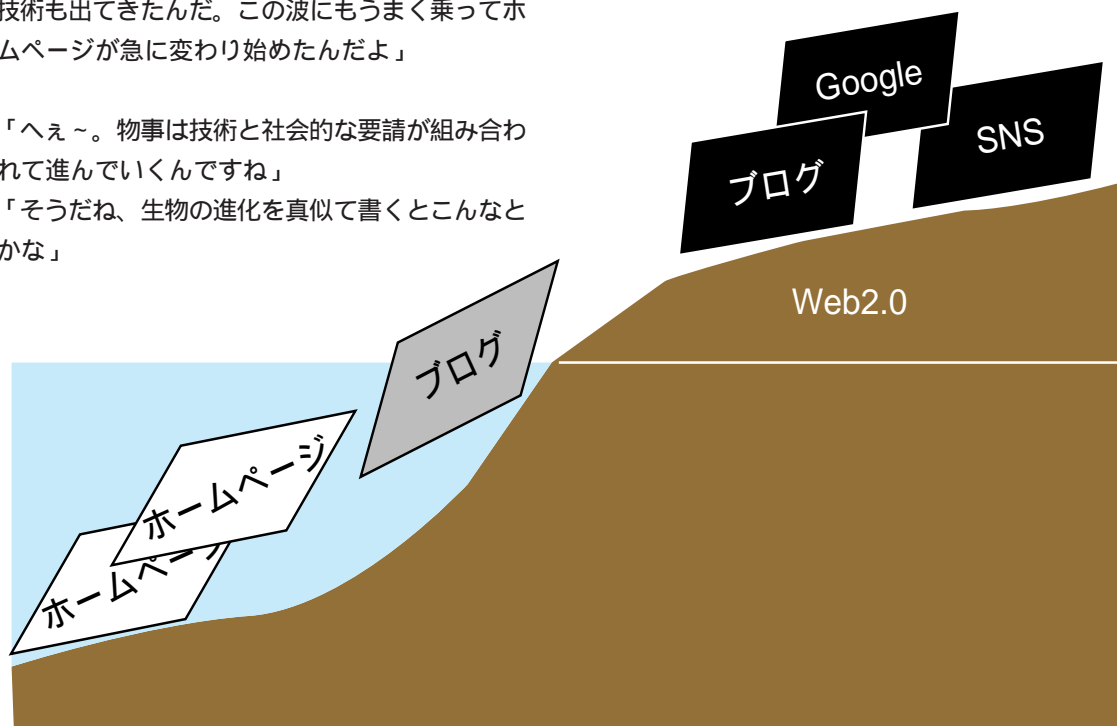 技術も出てきたんだ。この波にもうまく乗ってホ
ムページが急に変わり始めたんだよ」
「へぇ~。物事は技術と社会的な要請が組み合わ
れて進んでいくんですね」
「そうだね、生物の進化を真似て書くとこんなと
かな」
Google
SNS
ブログ
Web2.0
ブログ
ホームページ
ホームページ